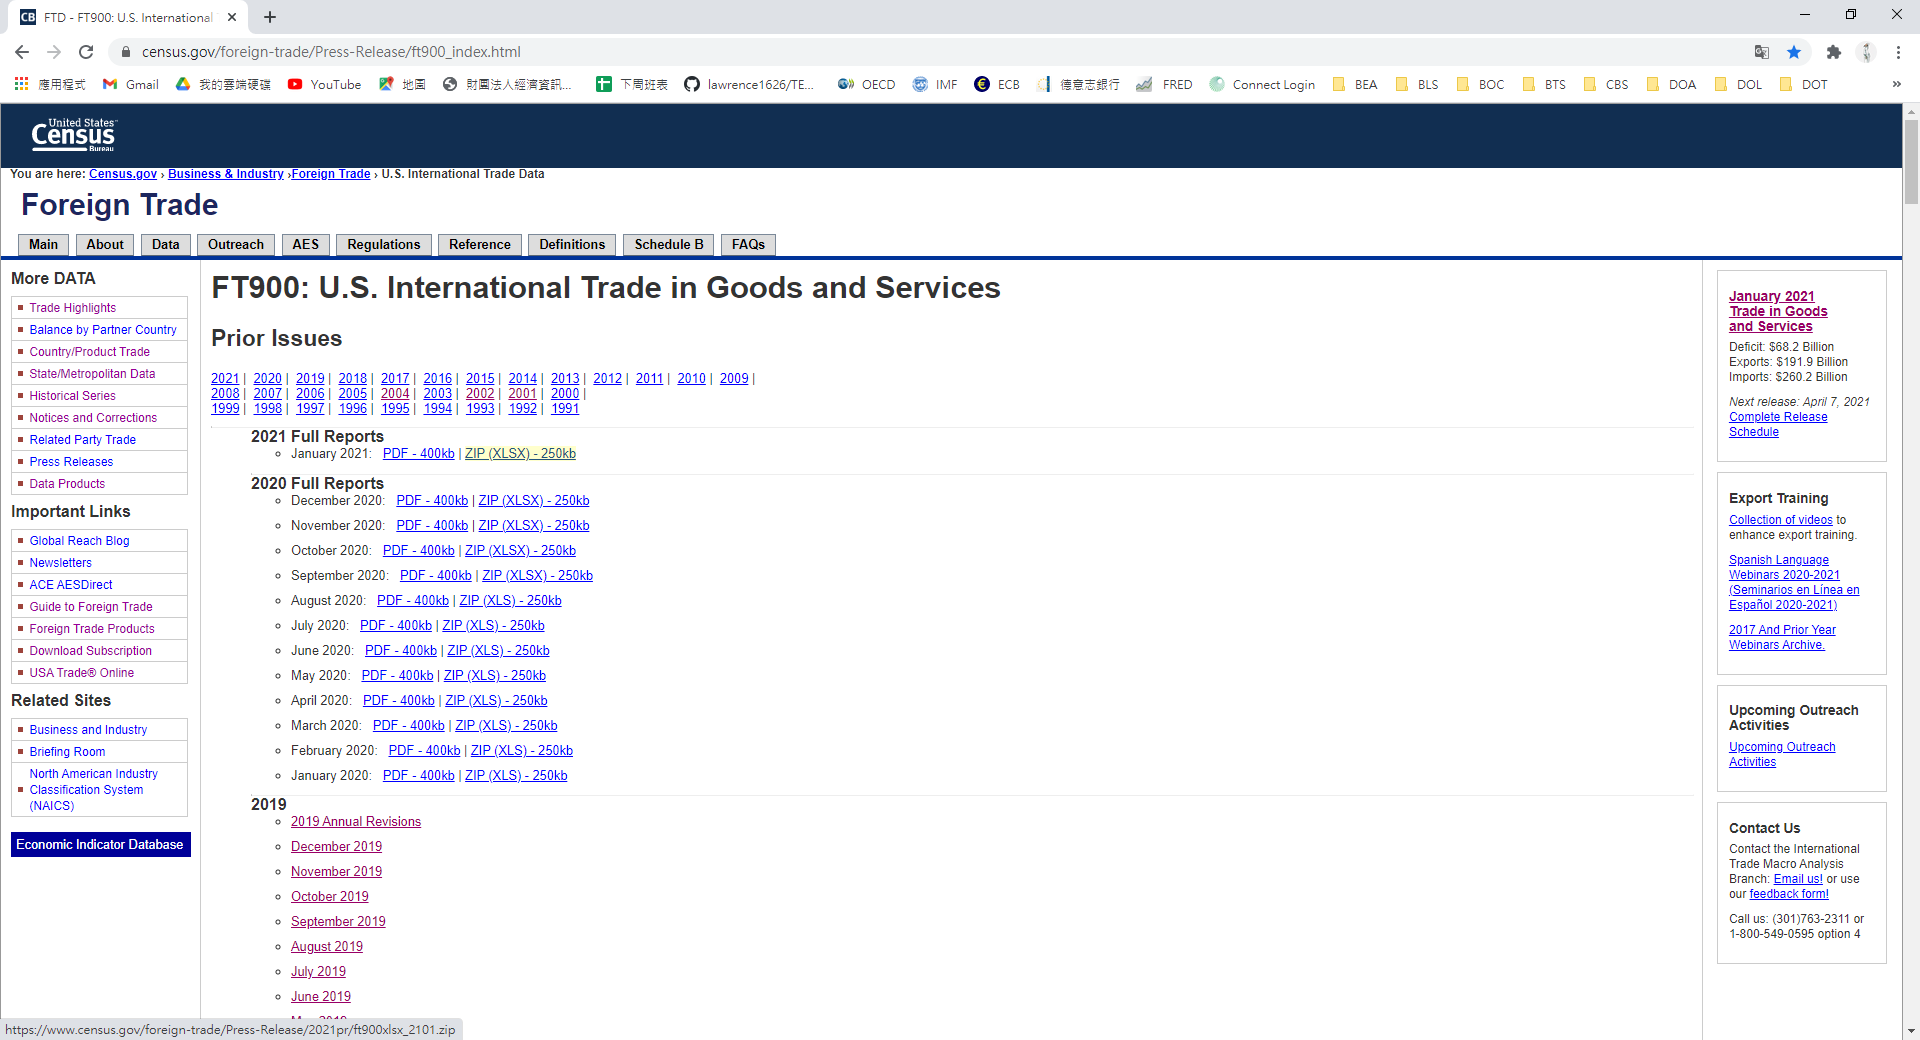 FTD - FT900: U.S. International
census.gov/foreign-trade/Press-Release/ft900_index.html
應用程式 Gmail 我的雲端硬碟 YouTube 地圖 財團法人經濟資訊... 下周班表 lawrence1626/TE... OECD IMF ECB 德意志銀行 FRED Connect Login BEA BLS BOC BTS CBS DOA DOL DOT »
United States™
Census
Bureau
You are here: Census.gov › Business & Industry ›Foreign Trade › U.S. International Trade Data
Foreign Trade
Main About Data Outreach AES Regulations Reference Definitions Schedule B FAQs
More DATA
Trade Highlights
Balance by Partner Country
Country/Product Trade
State/Metropolitan Data
Historical Series
Notices and Corrections
Related Party Trade
Press Releases
Data Products
Important Links
Global Reach Blog
Newsletters
ACE AESDirect
Guide to Foreign Trade
Foreign Trade Products
Download Subscription
USA Trade® Online
Related Sites
Business and Industry
Briefing Room
North American Industry
Classification System
(NAICS)
Economic Indicator Database
FT900: U.S. International Trade in Goods and Services
Prior Issues
2021 | 2020 | 2019 | 2018 | 2017 | 2016 | 2015 | 2014 | 2013 | 2012 | 2011 | 2010 | 2009 |
2008 | 2007 | 2006 | 2005 | 2004 | 2003 | 2002 | 2001 | 2000 |
1999 | 1998 | 1997 | 1996 | 1995 | 1994 | 1993 | 1992 | 1991
2021 Full Reports
January 2021: PDF - 400kb | ZIP (XLSX) - 250kb
2020 Full Reports
December 2020: PDF - 400kb | ZIP (XLSX) - 250kb
November 2020: PDF - 400kb | ZIP (XLSX) - 250kb
October 2020: PDF - 400kb | ZIP (XLSX) - 250kb
September 2020: PDF - 400kb | ZIP (XLSX) - 250kb
August 2020: PDF - 400kb | ZIP (XLS) - 250kb
July 2020: PDF - 400kb | ZIP (XLS) - 250kb
June 2020: PDF - 400kb | ZIP (XLS) - 250kb
May 2020: PDF - 400kb | ZIP (XLS) - 250kb
April 2020: PDF - 400kb | ZIP (XLS) - 250kb
March 2020: PDF - 400kb | ZIP (XLS) - 250kb
February 2020: PDF - 400kb | ZIP (XLS) - 250kb
January 2020: PDF - 400kb | ZIP (XLS) - 250kb
2019
2019 Annual Revisions
December 2019
November 2019
October 2019
September 2019
August 2019
July 2019
June 2019
January 2021
Trade in Goods
and Services
Deficit: $68.2 Billion
Exports: $191.9 Billion
Imports: $260.2 Billion
Next release: April 7, 2021
Complete Release
Schedule
Export Training
Collection of videos to
enhance export training.
Spanish Language
Webinars 2020-2021
(Seminarios en Línea en
Español 2020-2021)
2017 And Prior Year
Webinars Archive.
Upcoming Outreach
Activities
Upcoming Outreach
Activities
Contact Us
Contact the International
Trade Macro Analysis
Branch: Email us! or use
our feedback form!
Call us: (301)763-2311 or
1-800-549-0595 option 4
https://www.census.gov/foreign-trade/Press-Release/2021pr/ft900xlsx_2101.zip